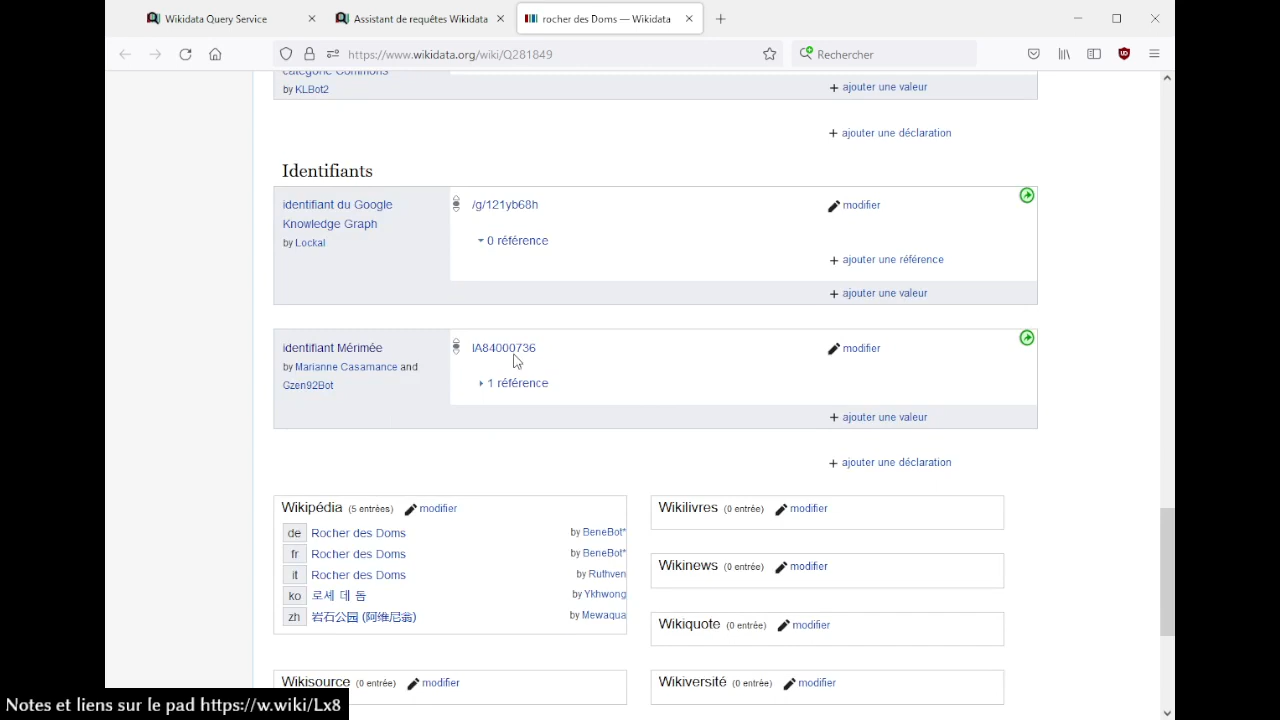 Wikidata Query Service
Assistant de requêtes Wikidata
rocher des Doms — Wikidata
https://www.wikidata.org/wiki/Q281849
Rechercher
catégorie Commons
by KLBot2
+ ajouter une valeur
+ ajouter une déclaration
Identifiants
identifiant du Google
Knowledge Graph
by Lockal
/g/121yb68h
modifier
0 référence
+ ajouter une référence
+ ajouter une valeur
identifiant Mérimée
by Marianne Casamance and
Gzen92Bot
IA84000736
modifier
1 référence
+ ajouter une valeur
+ ajouter une déclaration
Wikipédia (5 entrées) modifier
de Rocher des Doms by BeneBot*
fr Rocher des Doms by BeneBot*
it Rocher des Doms by Ruthven
ko 로셰 데 돔 by Ykhwong
zh 岩石公园 (阿维尼翁) by Mewaqua
Wikisource (0 entrée) modifier
Wikilivres (0 entrée) modifier
Wikinews (0 entrée) modifier
Wikiquote (0 entrée) modifier
Wikiversité (0 entrée) modifier
Notes et liens sur le pad https://w.wiki/Lx8